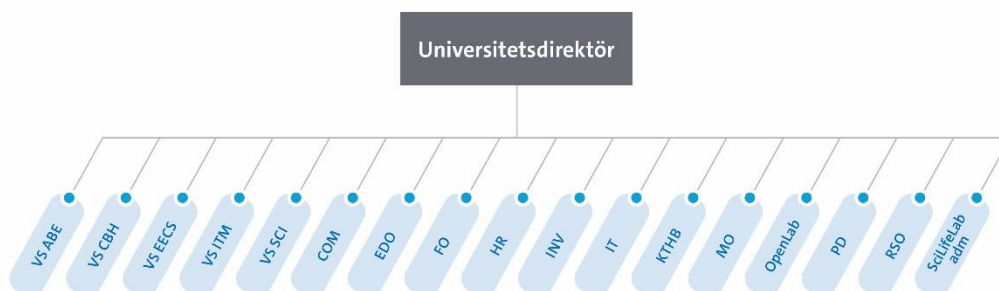 Universitetsdirektör
VS ABE
VS CBH
VS EECS
VS ITM
VS SCI
COM
EDO
FO
HR
INV
IT
KTHB
MO
OpenLab
PD
RSO
SciLifeLab
adm